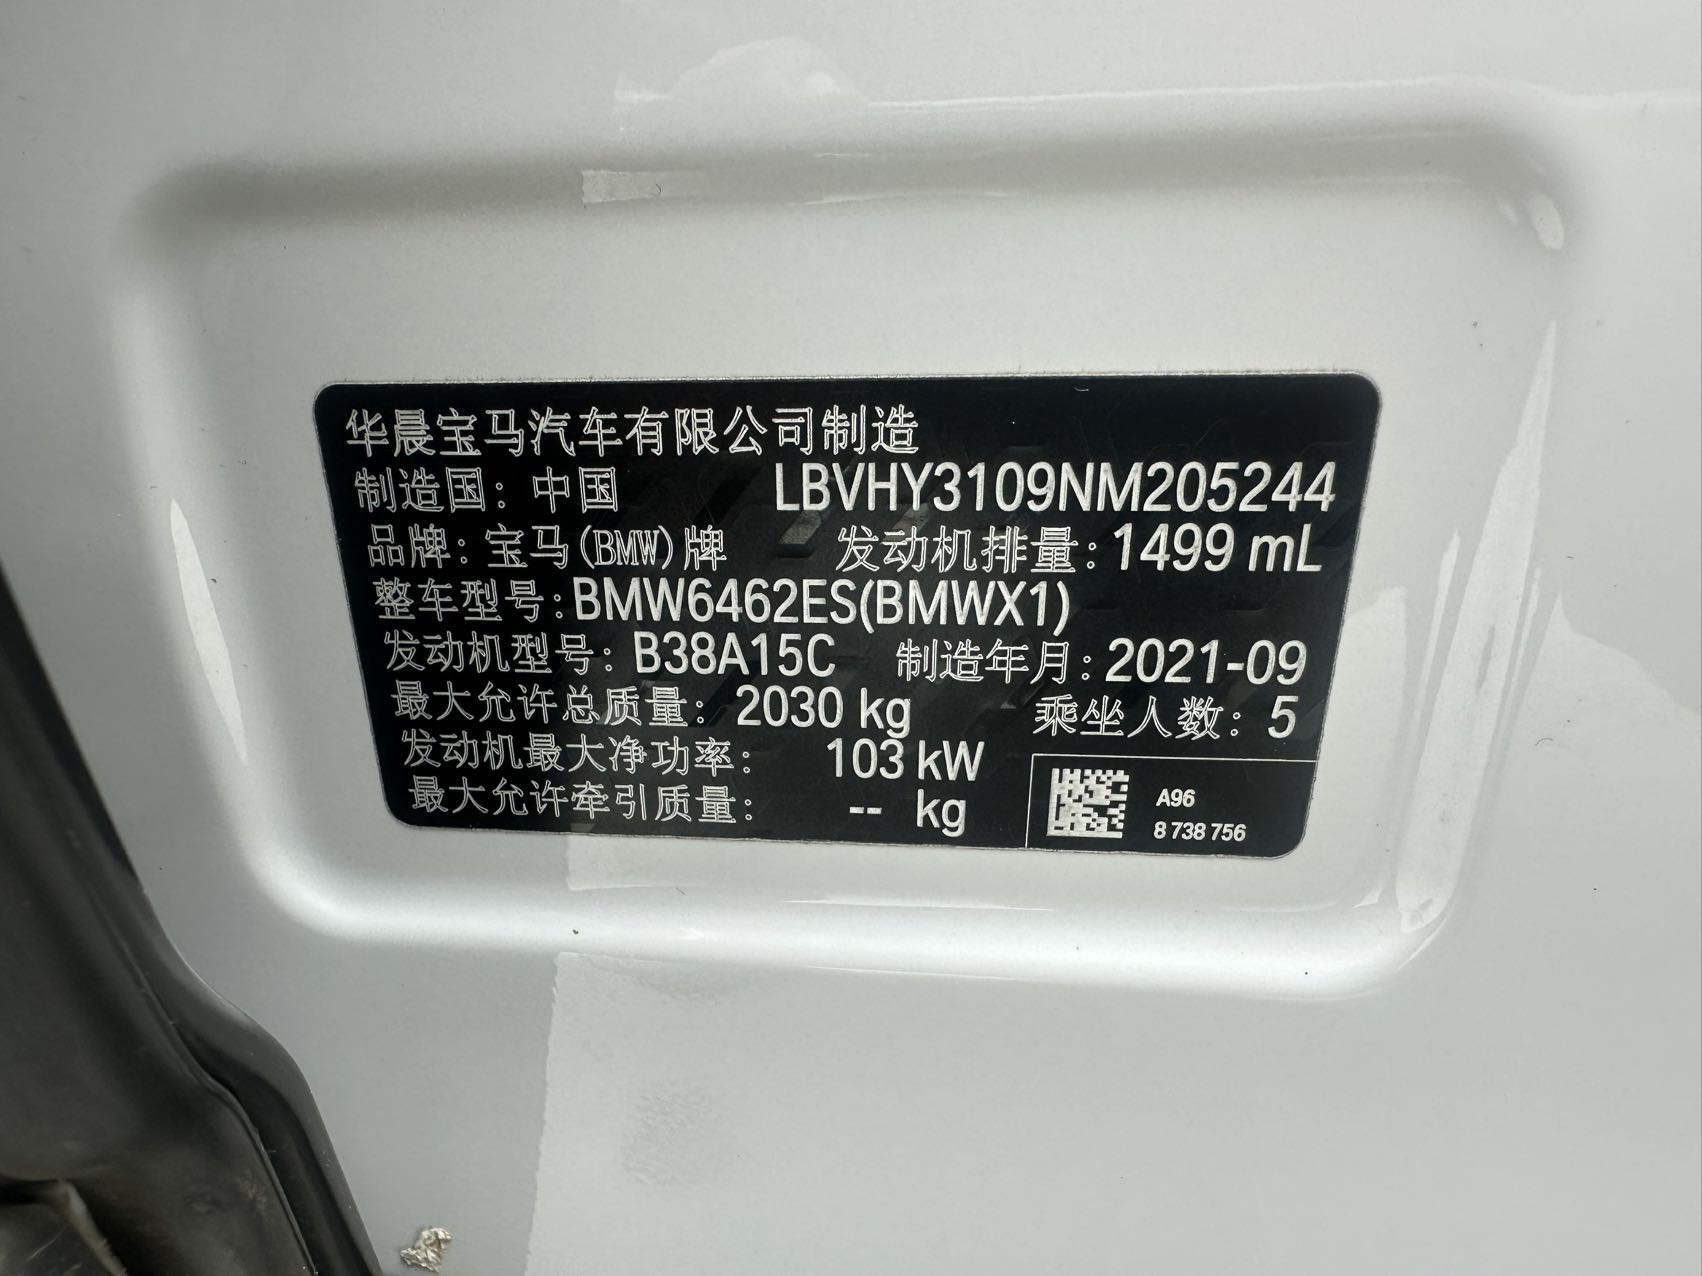 华晨宝马汽车有限公司制造
制造国：中国 LBVHY3109NM205244
品牌：宝马(BMW)牌 发动机排量：1499 mL
整车型号：BMW6462ES(BMWX1)
发动机型号：B38A15C 制造年月：2021-09
最大允许总质量：2030 kg 乘坐人数：5
发动机最大净功率：103 kW
最大允许牵引质量：-- kg
A96
8 738 756